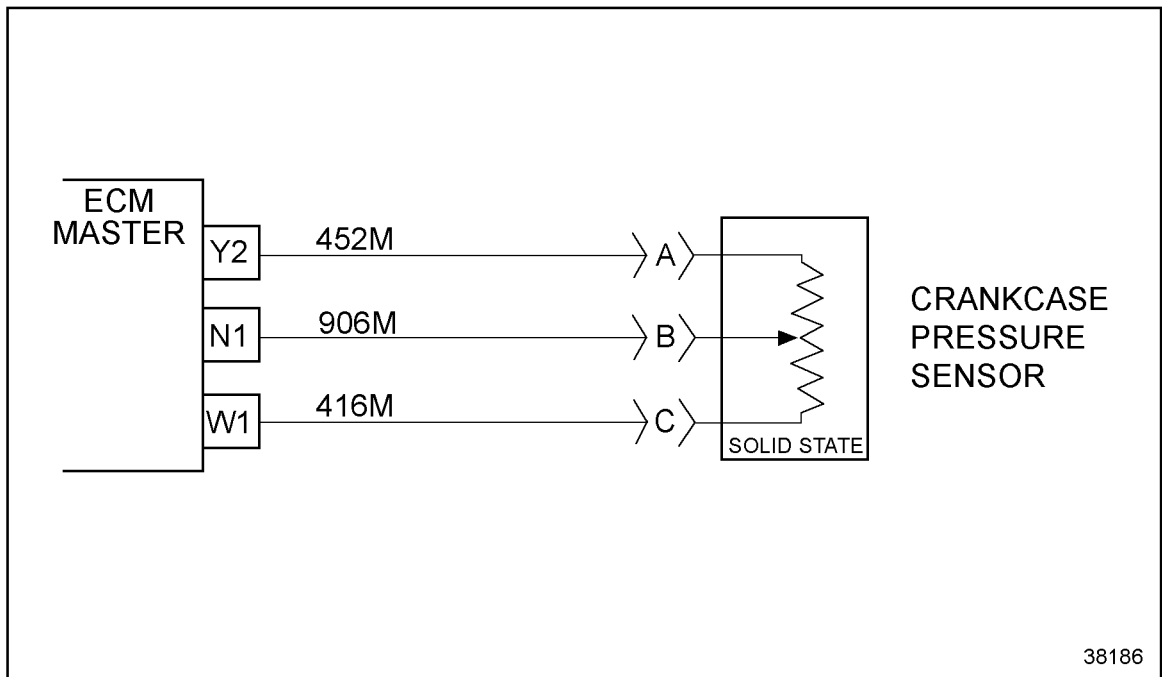 ECM
MASTER
Y2
452M
A
N1
906M
B
W1
416M
C
SOLID STATE
CRANKCASE
PRESSURE
SENSOR
38186